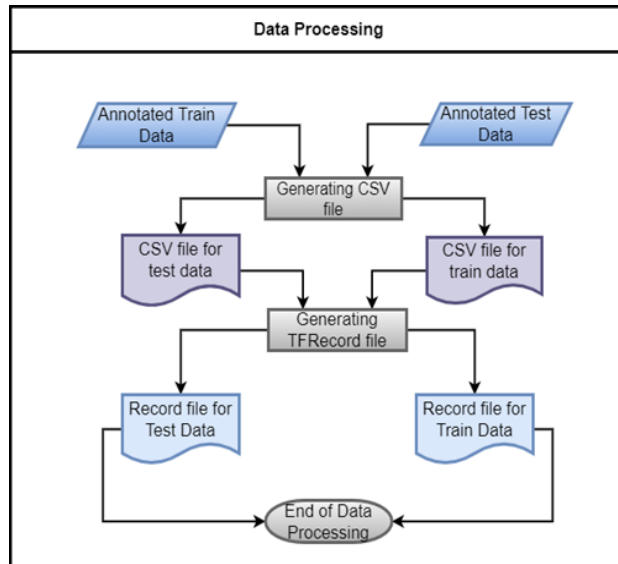 Data Processing
Annotated Train
Data
Annotated Test
Data
Generating CSV
file
CSV file for
test data
CSV file for
train data
Generating
TFRecord file
Record file for
Test Data
Record file for
Train Data
End of Data
Processing